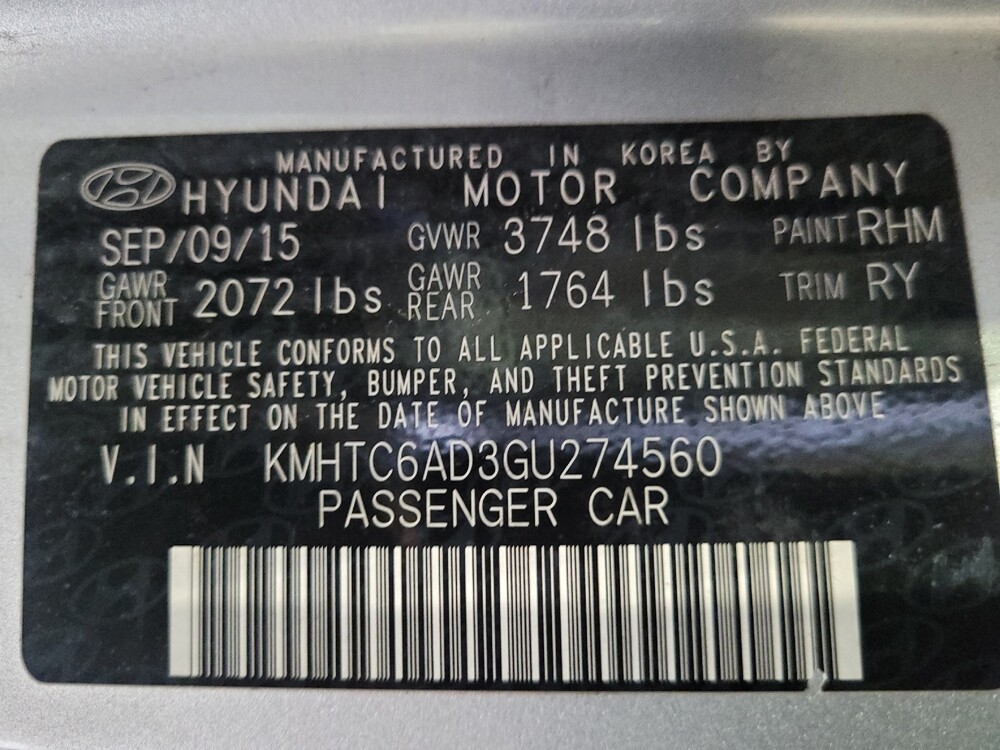 MANUFACTURED IN KOREA BY
HYUNDAI MOTOR COMPANY
SEP/09/15 GVWR 3748 lbs PAINT RHM
GAWR FRONT 2072 lbs GAWR REAR 1764 lbs TRIM RY
THIS VEHICLE CONFORMS TO ALL APPLICABLE U.S.A. FEDERAL
MOTOR VEHICLE SAFETY, BUMPER, AND THEFT PREVENTION STANDARDS
IN EFFECT ON THE DATE OF MANUFACTURE SHOWN ABOVE
V.I.N KMHTC6AD3GU274560
PASSENGER CAR